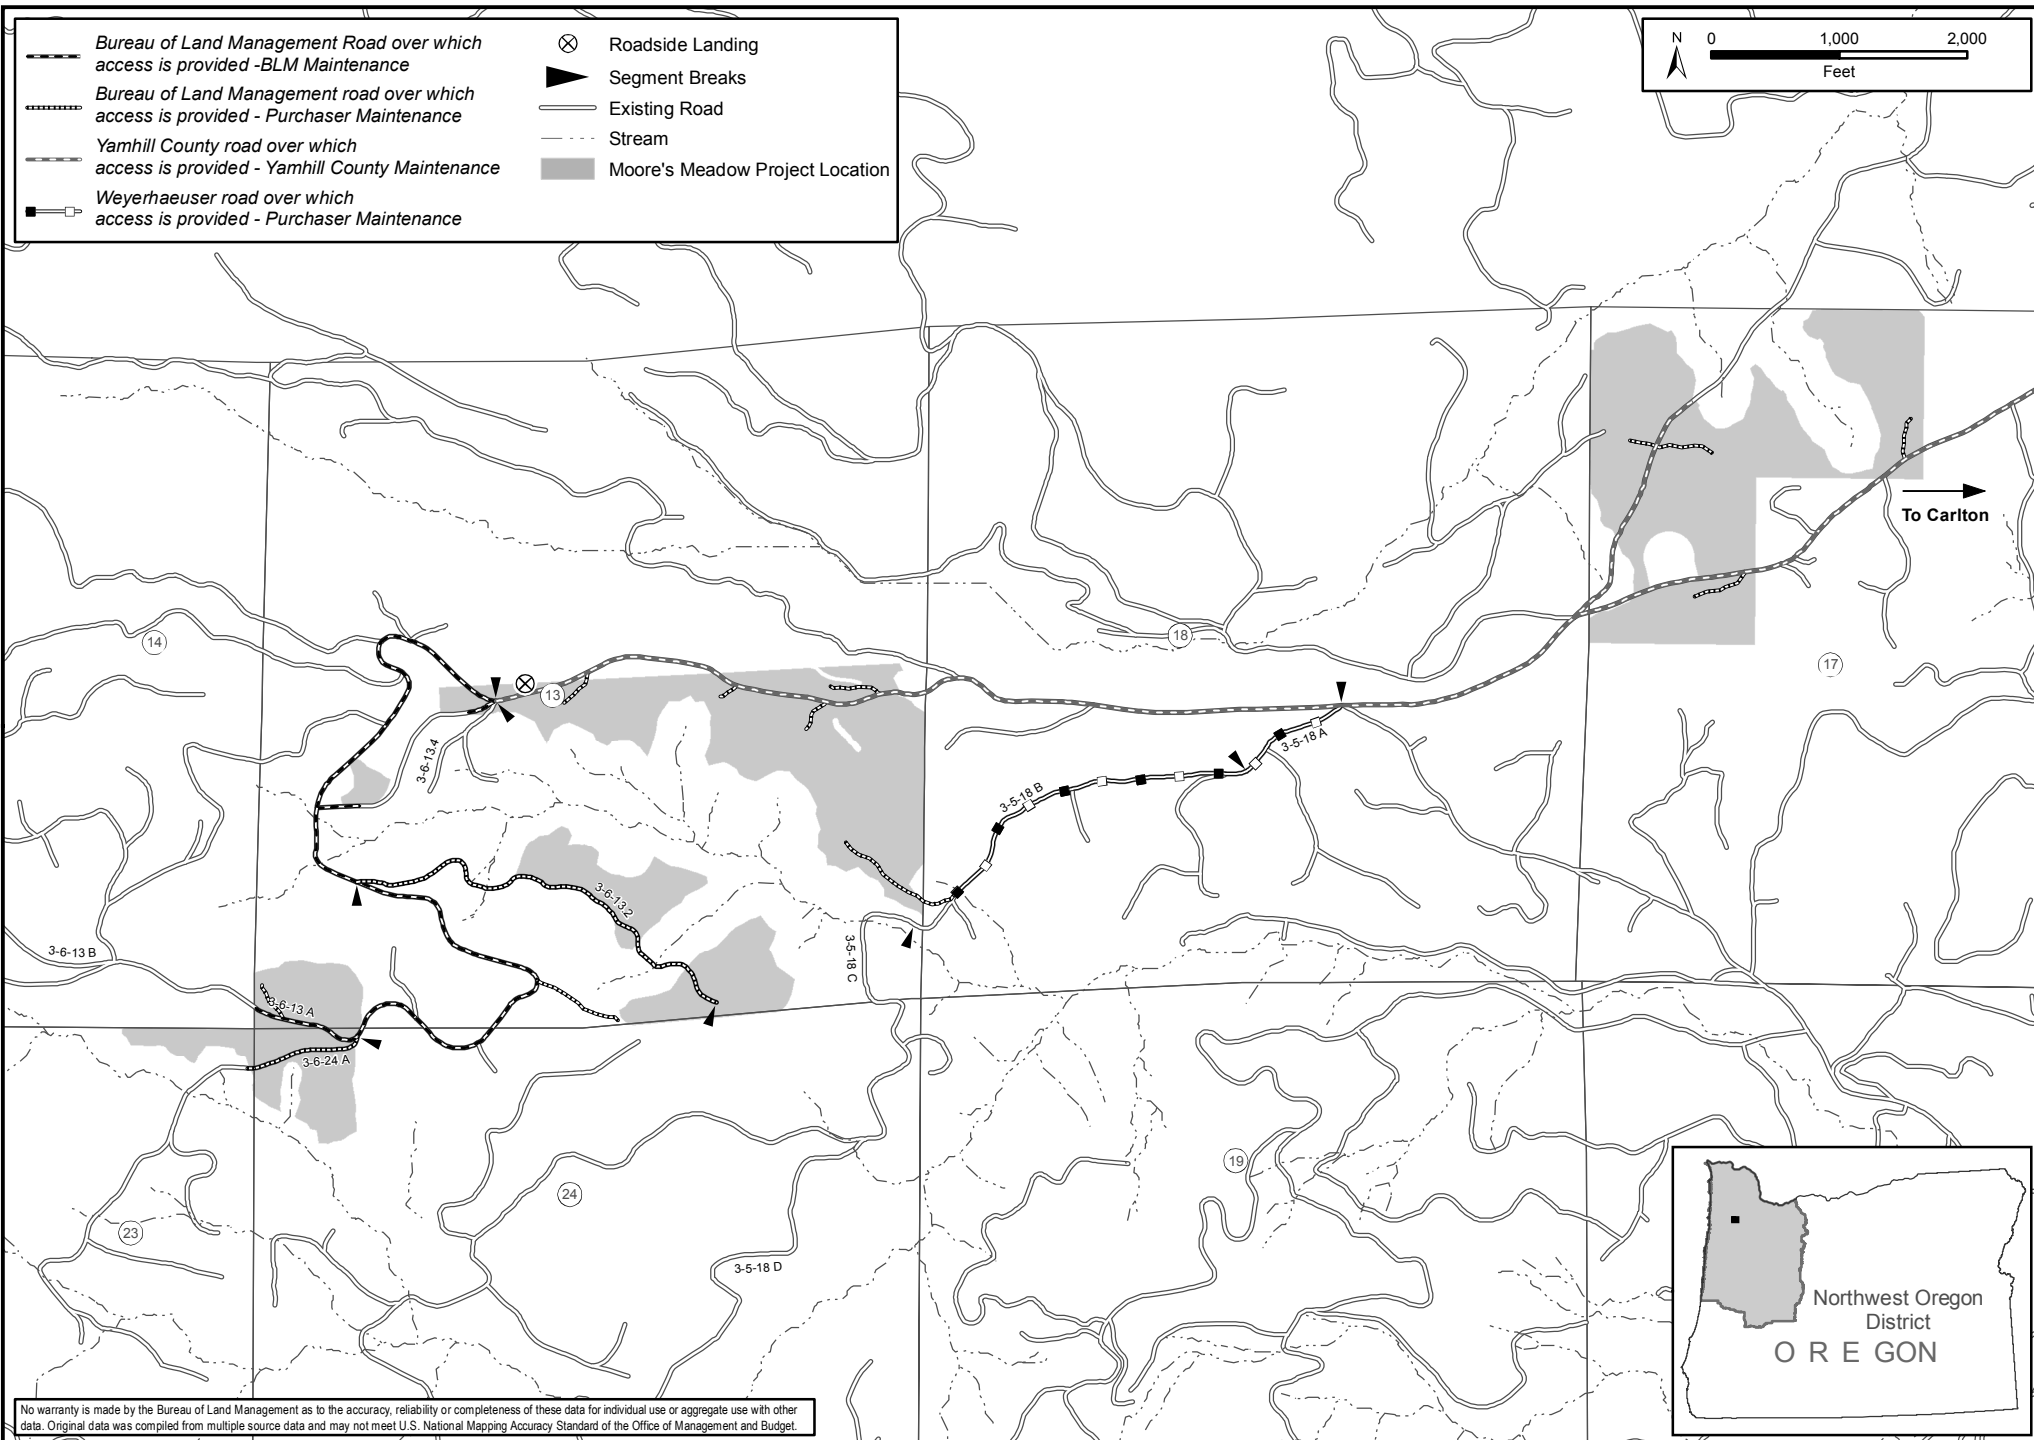 Bureau of Land Management Road over which
access is provided -BLM Maintenance
Bureau of Land Management road over which
access is provided - Purchaser Maintenance
Yamhill County road over which
access is provided - Yamhill County Maintenance
Weyerhaeuser road over which
access is provided - Purchaser Maintenance
Roadside Landing
Segment Breaks
Existing Road
Stream
Moore's Meadow Project Location
N
0 1,000 2,000
Feet
To Carlton
14
18
17
13
3-6-13.4
3-5-18 A
3-5-18 B
3-6-13.2
3-5-18 C
3-6-13 B
3-6-13 A
3-6-24 A
19
24
23
3-5-18 D
Northwest Oregon
District
OREGON
No warranty is made by the Bureau of Land Management as to the accuracy, reliability or completeness of these data for individual use or aggregate use with other
data. Original data was compiled from multiple source data and may not meet U.S. National Mapping Accuracy Standard of the Office of Management and Budget.